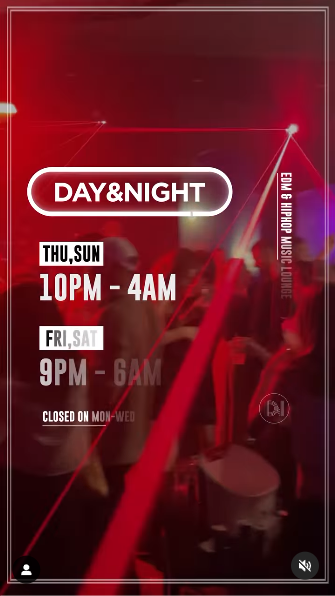 DAY&NIGHT
EDM & HIPHOP MUSIC LOUNGE
THU,SUN
10PM - 4AM
FRI,SAT
9PM - 6AM
CLOSED ON MON-WED